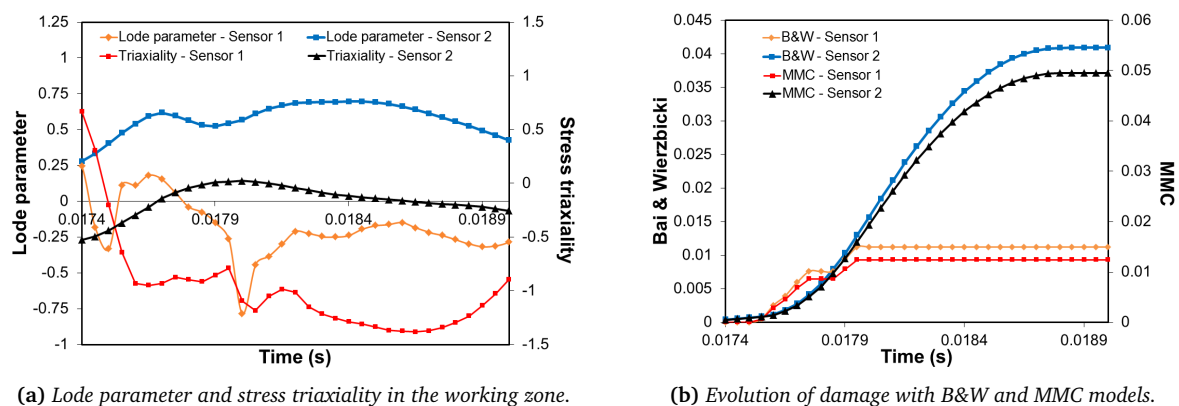 1.25
1
0.75
0.5
0.25
0
-0.25
-0.5
-0.75
-1
Lode parameter
Lode parameter - Sensor 1
Lode parameter - Sensor 2
Triaxiality - Sensor 1
Triaxiality - Sensor 2
0.0174
0.0179
0.0184
0.0189
Time (s)
1.5
1
0.5
0
-0.5
-1
-1.5
Stress triaxiality
(a) Lode parameter and stress triaxiality in the working zone.
0.045
0.04
0.035
0.03
0.025
0.02
0.015
0.01
0.005
0
Bai & Wierzbicki
B&W - Sensor 1
B&W - Sensor 2
MMC - Sensor 1
MMC - Sensor 2
0.0174
0.0179
0.0184
0.0189
Time (s)
0.06
0.05
0.04
0.03
0.02
0.01
0
MMC
(b) Evolution of damage with B&W and MMC models.